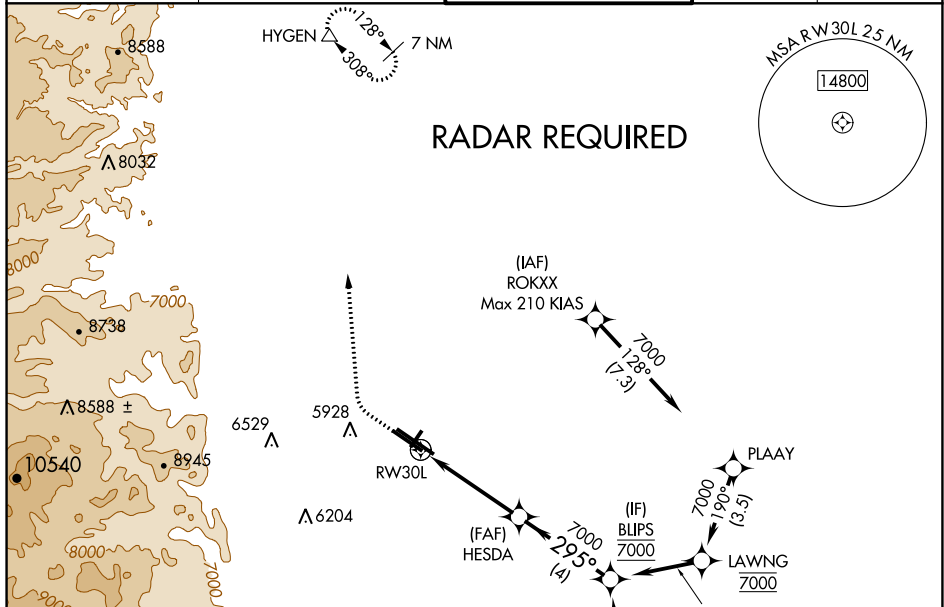 8588
HYGEN
128°
308°
7 NM
MSA RW30L 25 NM
14800
RADAR REQUIRED
8032
8000
7000
(IAF)
ROKXX
Max 210 KIAS
7000
128°
(7.3)
8738
8588 ±
6529
5928
10540
8945
RW30L
PLAAY
7000
190°
(3.5)
6204
(FAF)
HESDA
7000
295°
(4)
(IF)
BLIPS
7000
LAWNG
7000
8000
7000
9000